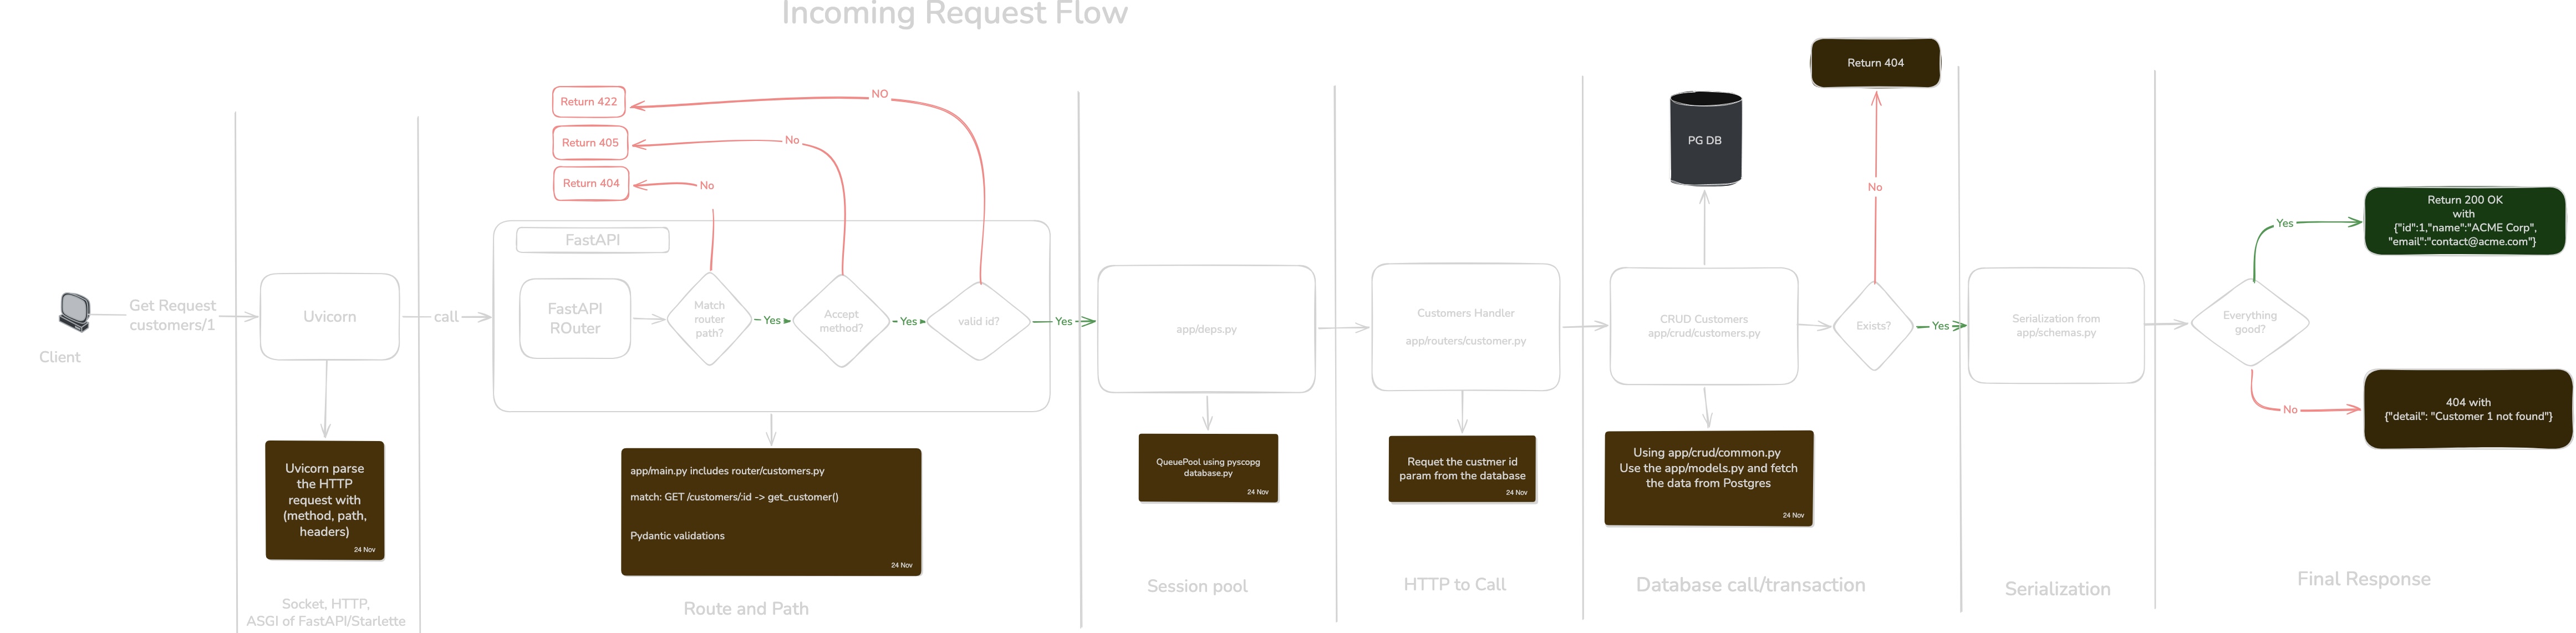 Incoming Request Flow
Client
Get Request
customers/1
Uvicorn
Uvicorn parse
the HTTP
request with
(method, path,
headers)
24 Nov
Socket, HTTP,
ASGI of FastAPI/Starlette
call
Return 422
Return 405
Return 404
NO
No
No
FastAPI
FastAPI
ROuter
Match
router
path?
Yes
Accept
method?
Yes
valid id?
Yes
app/main.py includes router/customers.py
match: GET /customers/:id -> get_customer()
Pydantic validations
24 Nov
Route and Path
app/deps.py
QueuePool using pyscopg
database.py
24 Nov
Session pool
Customers Handler
app/routers/customer.py
Requet the custmer id
param from the database
24 Nov
HTTP to Call
PG DB
CRUD Customers
app/crud/customers.py
Using app/crud/common.py
Use the app/models.py and fetch
the data from Postgres
24 Nov
Database call/transaction
Return 404
No
Exists?
Yes
Serialization from
app/schemas.py
Serialization
Everything
good?
Yes
Return 200 OK
with
{"id":1,"name":"ACME Corp",
"email":"contact@acme.com"}
No
404 with
{"detail": "Customer 1 not found"}
Final Response